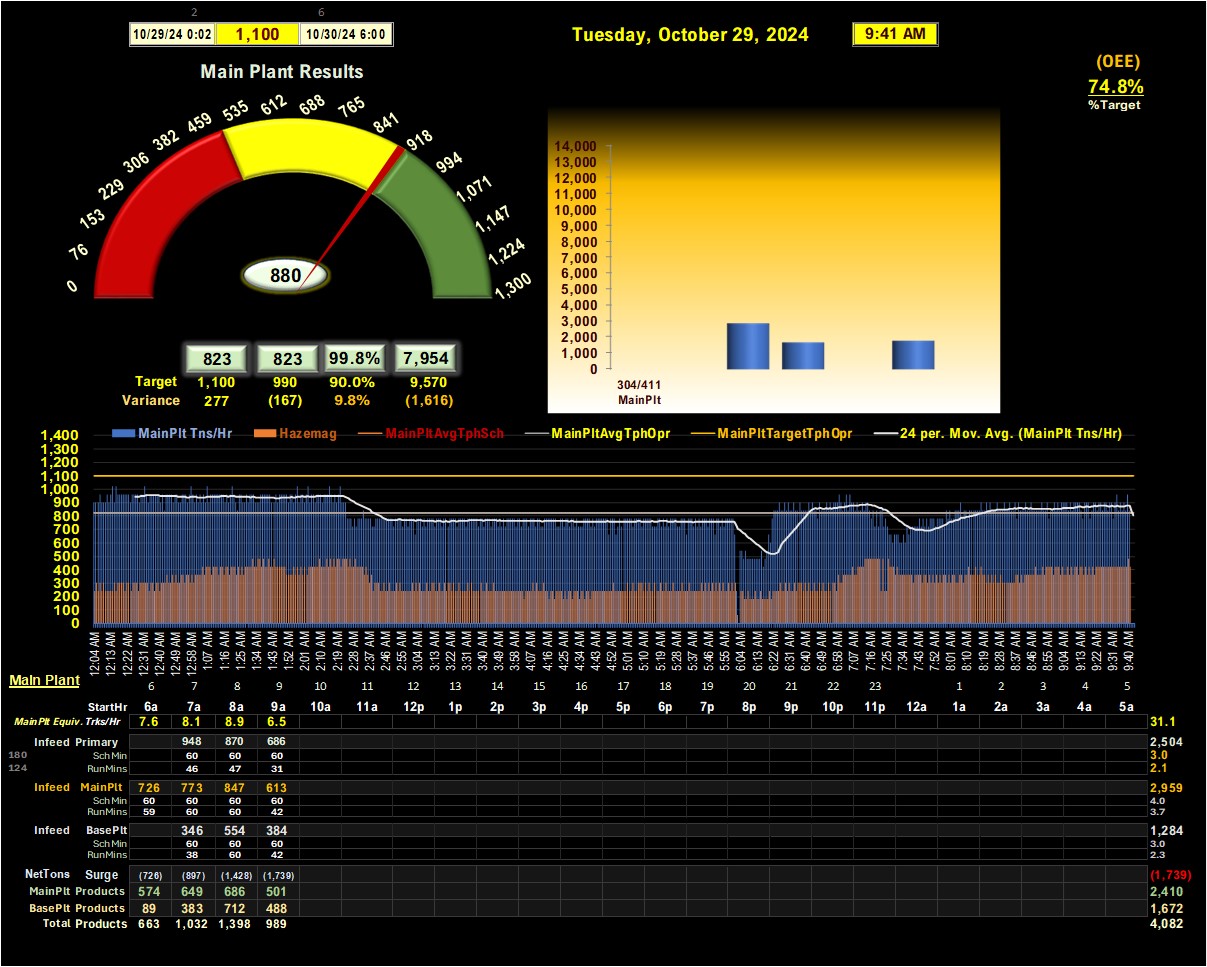 2 6
10/29/24 0:02 1,100 10/30/24 6:00
Tuesday, October 29, 2024 9:41 AM
(OEE)
74.8%
%Target
Main Plant Results
0 76 153 229 306 382 459 535 612 688 765 841 918 994 1,071 1,147 1,224 1,300
880
823 823 99.8% 7,954
Target 1,100 990 90.0% 9,570
Variance 277 (167) 9.8% (1,616)
14,000
13,000
12,000
11,000
10,000
9,000
8,000
7,000
6,000
5,000
4,000
3,000
2,000
1,000
0
304/411
MainPlt
MainPlt Tns/Hr Hazemag MainPltAvgTphSch MainPltAvgTphOpr MainPltTargetTphOpr 24 per. Mov. Avg. (MainPlt Tns/Hr)
1,400
1,300
1,200
1,100
1,000
900
800
700
600
500
400
300
200
100
0
12:04 AM 12:13 AM 12:22 AM 12:31 AM 12:40 AM 12:49 AM 12:58 AM 1:07 AM 1:16 AM 1:25 AM 1:34 AM 1:43 AM 1:52 AM 2:01 AM 2:10 AM 2:19 AM 2:28 AM 2:37 AM 2:46 AM 2:55 AM 3:04 AM 3:13 AM 3:22 AM 3:31 AM 3:40 AM 3:49 AM 3:58 AM 4:07 AM 4:16 AM 4:25 AM 4:34 AM 4:43 AM 4:52 AM 5:01 AM 5:10 AM 5:19 AM 5:28 AM 5:37 AM 5:46 AM 5:55 AM 6:04 AM 6:13 AM 6:22 AM 6:31 AM 6:40 AM 6:49 AM 6:58 AM 7:07 AM 7:16 AM 7:25 AM 7:34 AM 7:43 AM 7:52 AM 8:01 AM 8:10 AM 8:19 AM 8:28 AM 8:37 AM 8:46 AM 8:55 AM 9:04 AM 9:13 AM 9:22 AM 9:31 AM 9:40 AM
Main Plant
6 7 8 9 10 11 12 13 14 15 16 17 18 19 20 21 22 23 1 2 3 4 5
StartHr 6a 7a 8a 9a 10a 11a 12p 1p 2p 3p 4p 5p 6p 7p 8p 9p 10p 11p 12a 1a 2a 3a 4a 5a
MainPlt Equiv. Trks/Hr 7.6 8.1 8.9 6.5 31.1
Infeed Primary 948 870 686 2,504
180 SchMin 60 60 60 3.0
124 RunMins 46 47 31 2.1
Infeed MainPlt 726 773 847 613 2,959
SchMin 60 60 60 60 4.0
RunMins 59 60 60 42 3.7
Infeed BasePlt 346 554 384 1,284
SchMin 60 60 60 3.0
RunMins 38 60 42 2.3
NetTons Surge (726) (897) (1,428) (1,739) (1,739)
MainPlt Products 574 649 686 501 2,410
BasePlt Products 89 383 712 488 1,672
Total Products 663 1,032 1,398 989 4,082